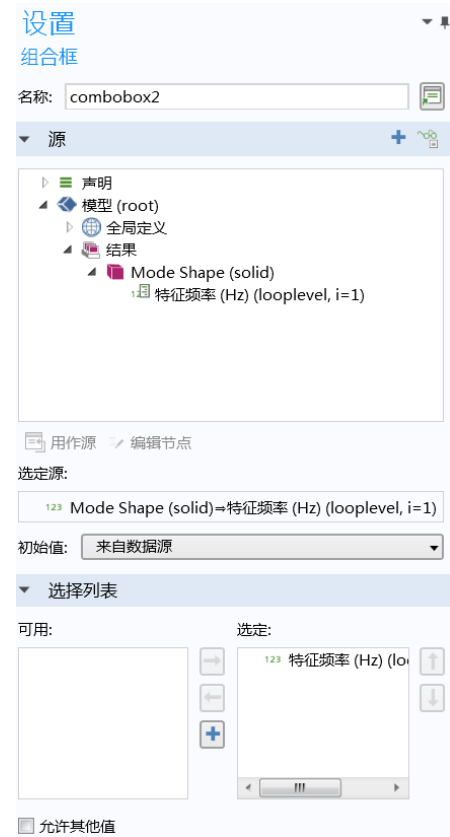 设置
组合框
名称: combobox2
源
声明
模型 (root)
全局定义
结果
Mode Shape (solid)
特征频率 (Hz) (looplevel, i=1)
用作源 编辑节点
选定源:
123 Mode Shape (solid)⇒特征频率 (Hz) (looplevel, i=1)
初始值: 来自数据源
选择列表
可用: 选定:
123 特征频率 (Hz) (loo
允许其他值